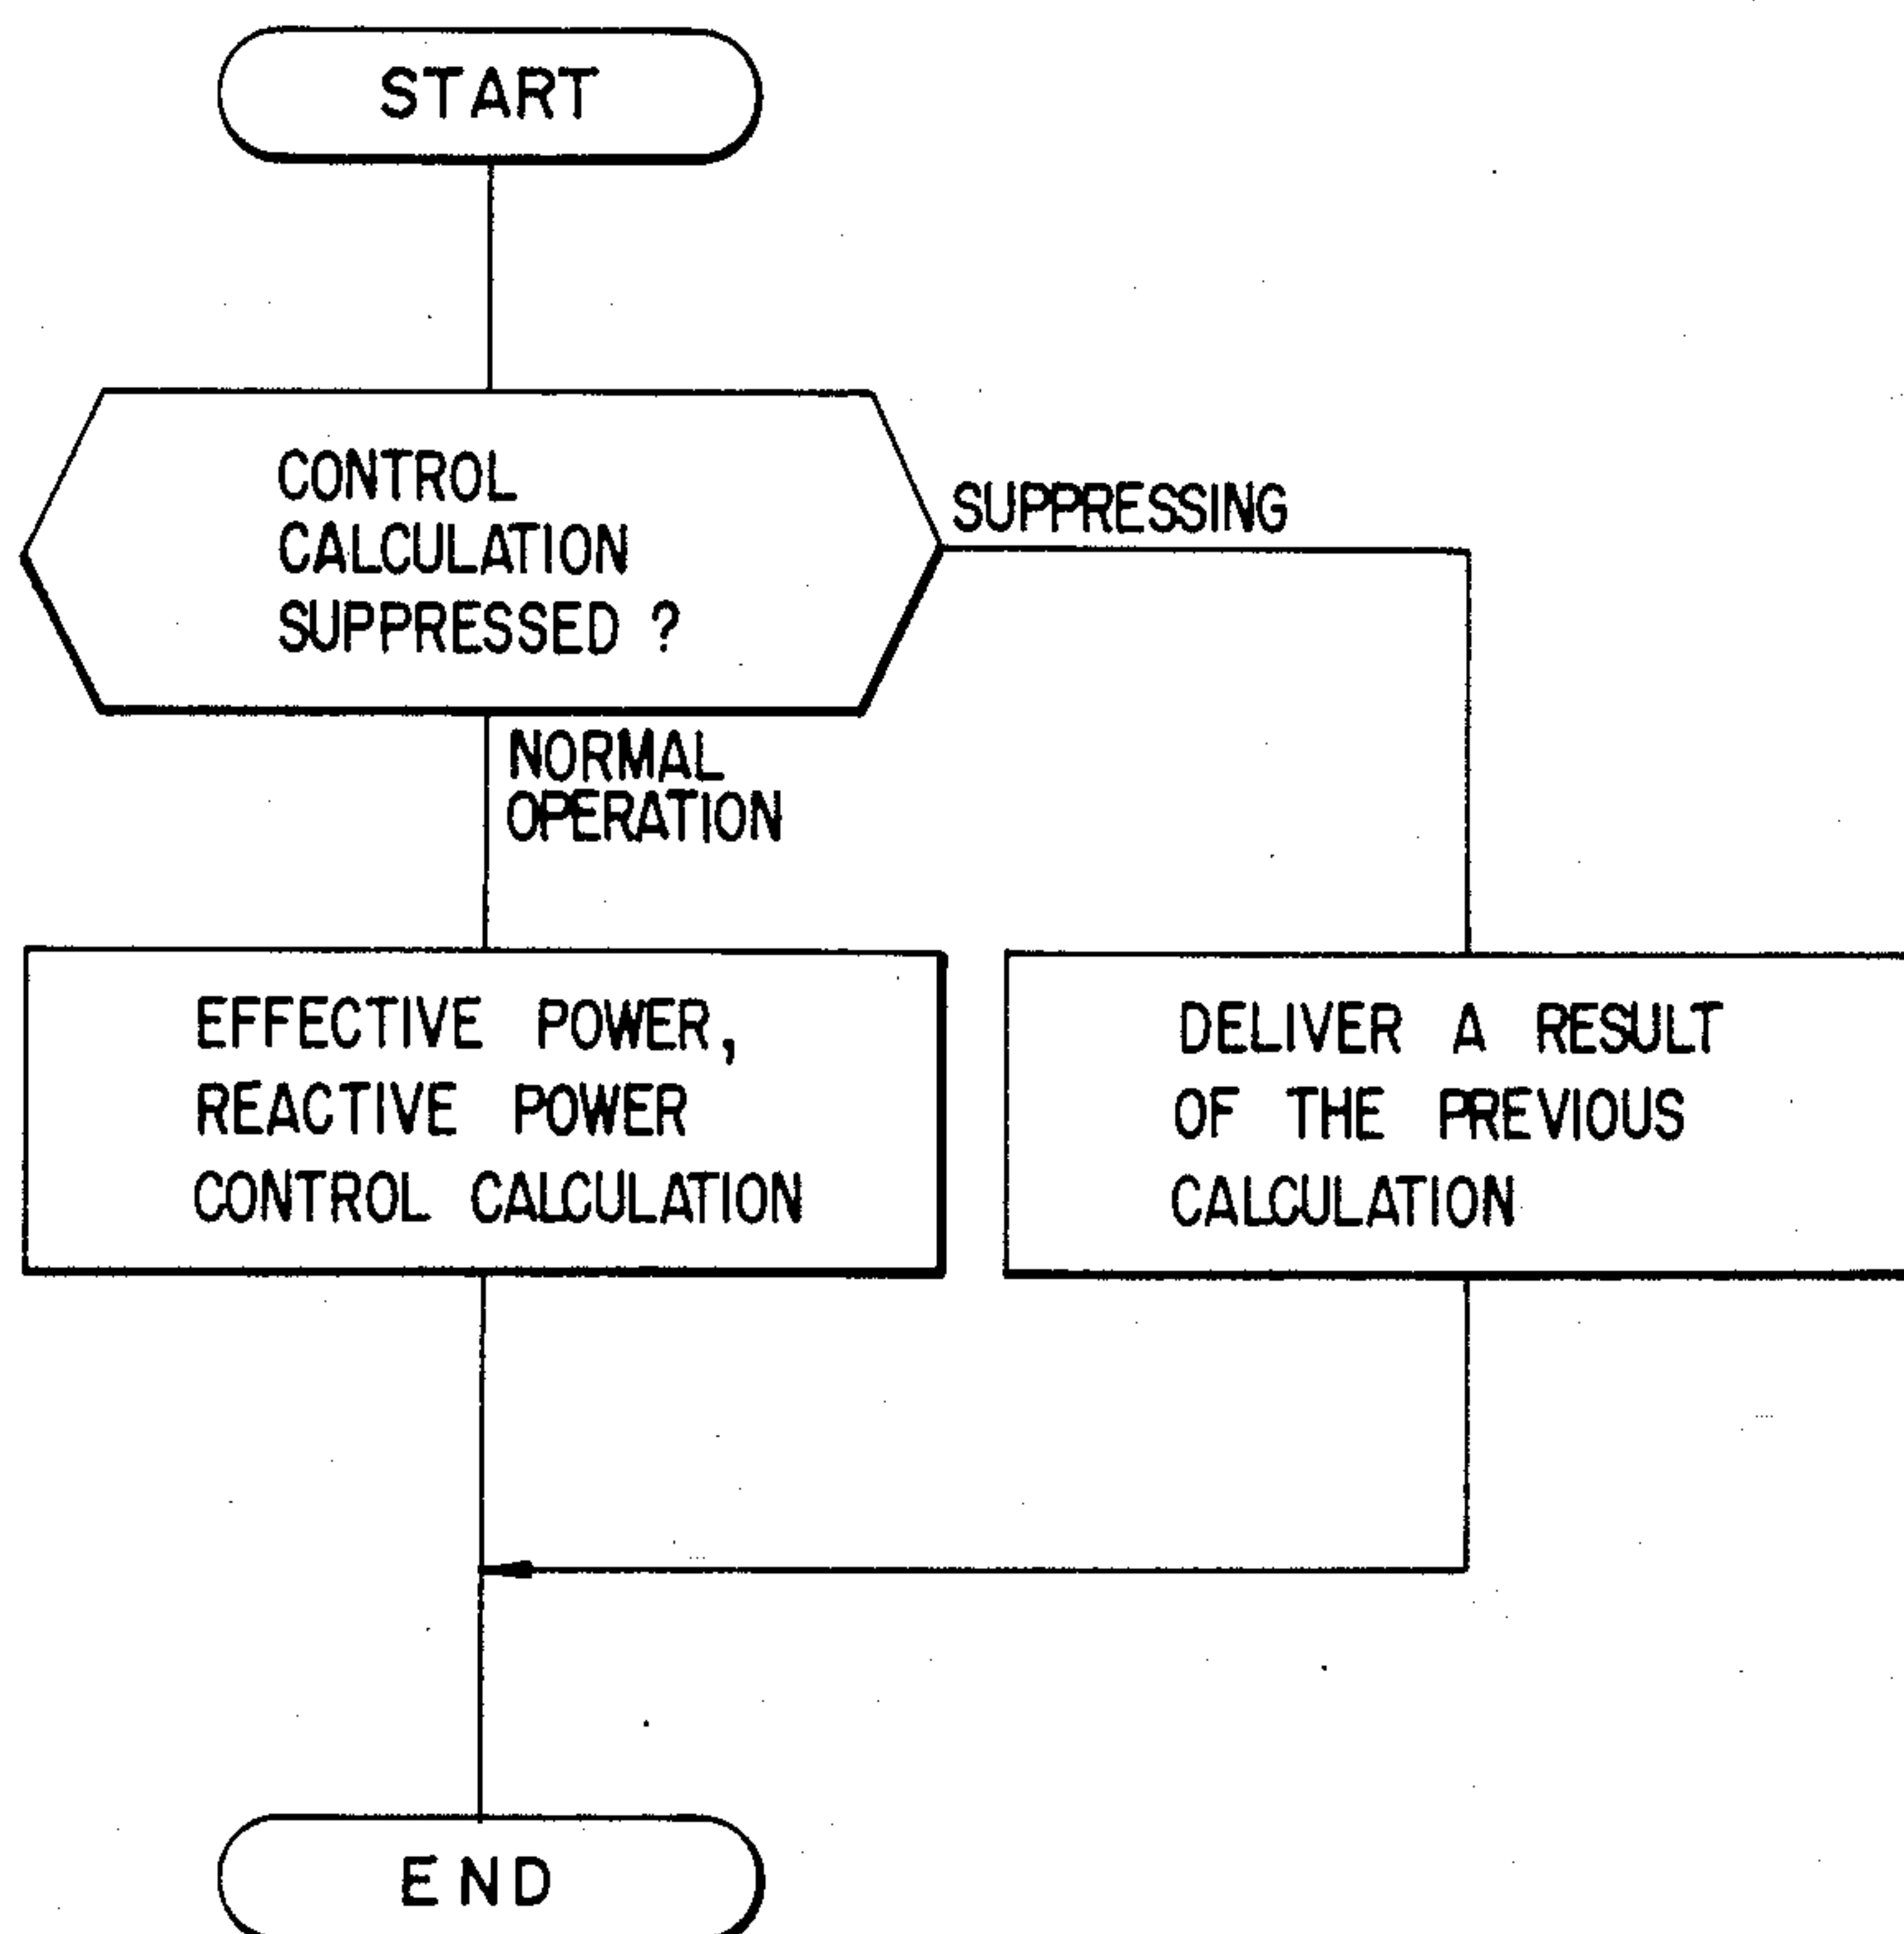 START
CONTROL
CALCULATION
SUPPRESSED ?
SUPPRESSING
NORMAL
OPERATION
EFFECTIVE POWER,
REACTIVE POWER
CONTROL CALCULATION
DELIVER A RESULT
OF THE PREVIOUS
CALCULATION
END